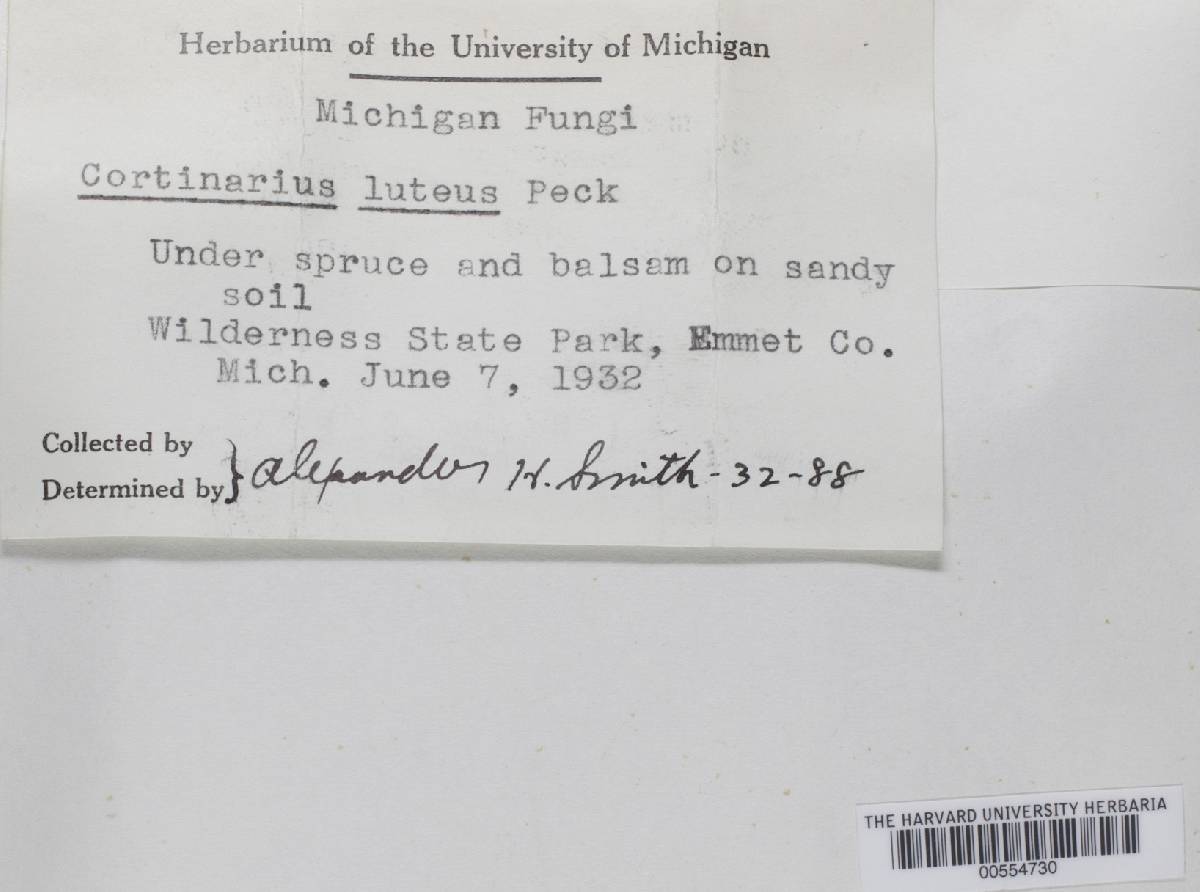 Herbarium of the University of Michigan
Michigan Fungi
Cortinarius luteus Peck
Under spruce and balsam on sandy
soil
Wilderness State Park, Emmet Co.
Mich. June 7, 1932
Collected by
Determined by } Alexander H. Smith - 32-88
THE HARVARD UNIVERSITY HERBARIA
00554730